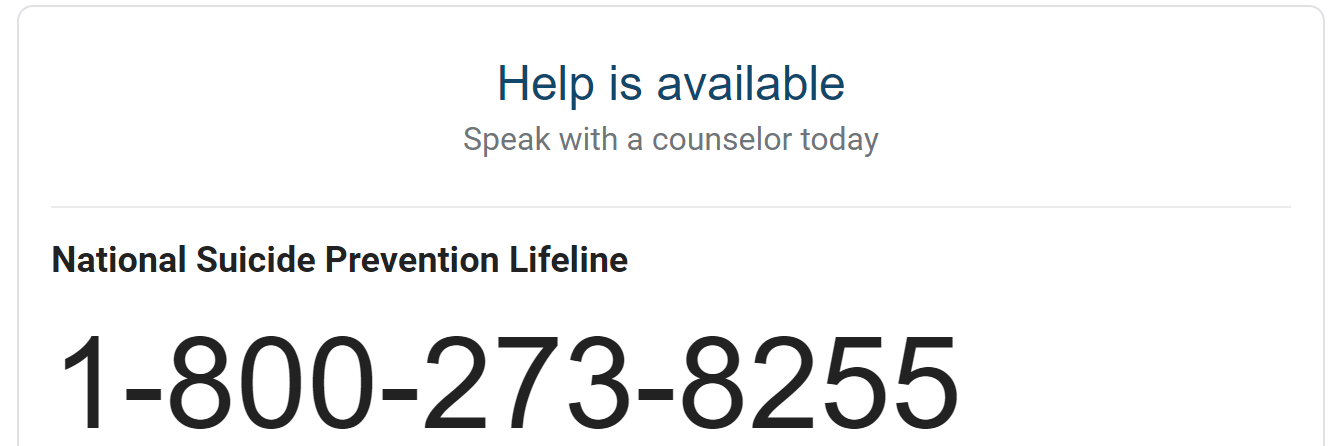 Help is available
Speak with a counselor today
National Suicide Prevention Lifeline
1-800-273-8255